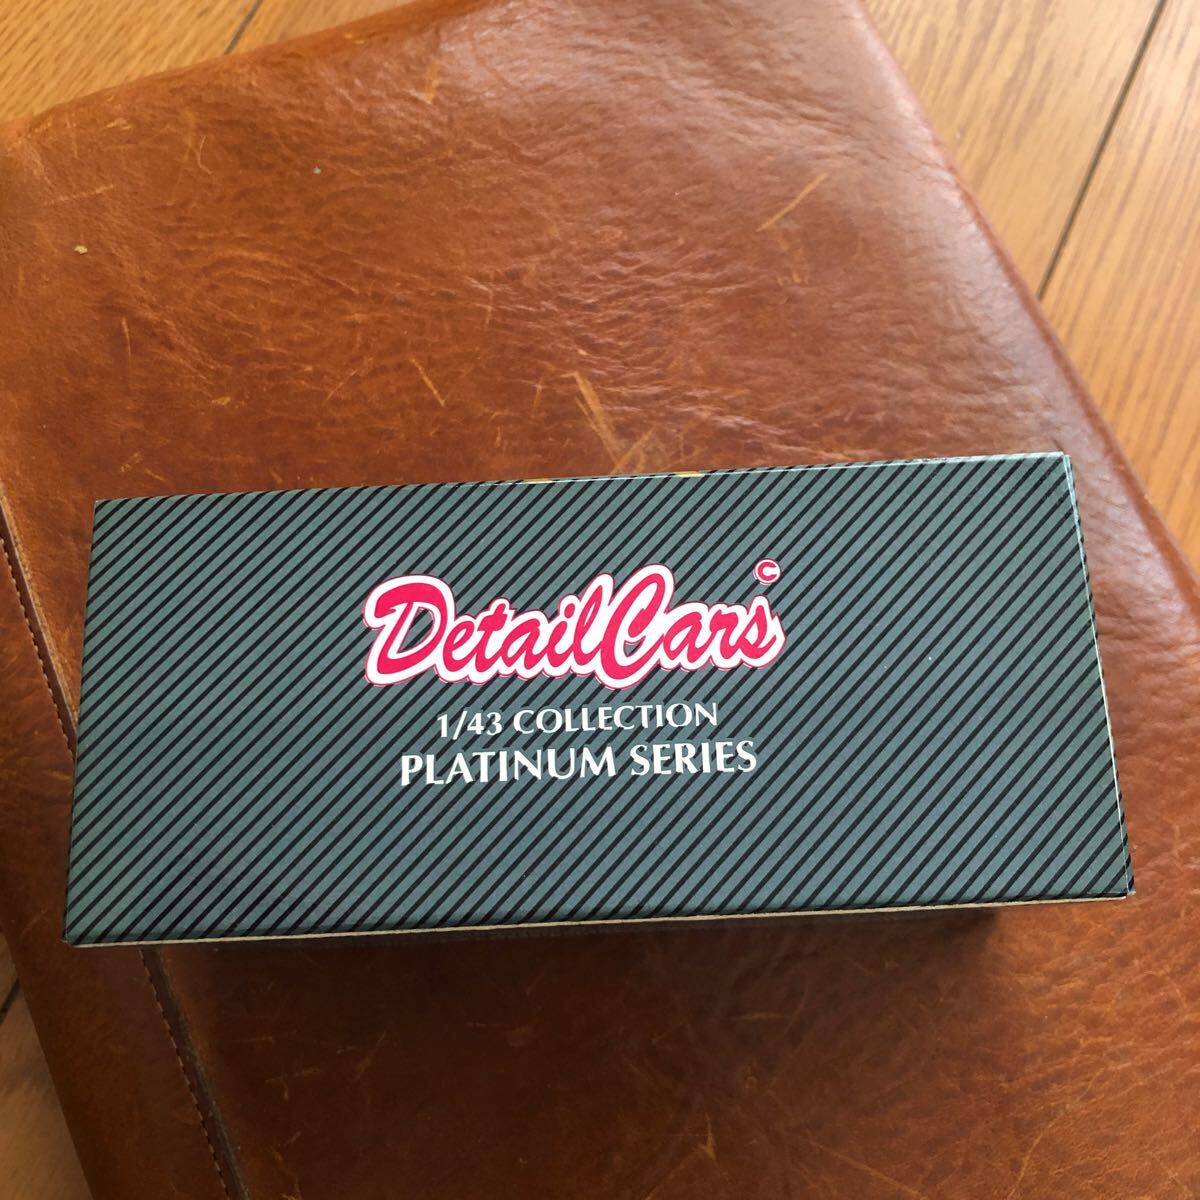 DetailCars ©
1/43 COLLECTION
PLATINUM SERIES